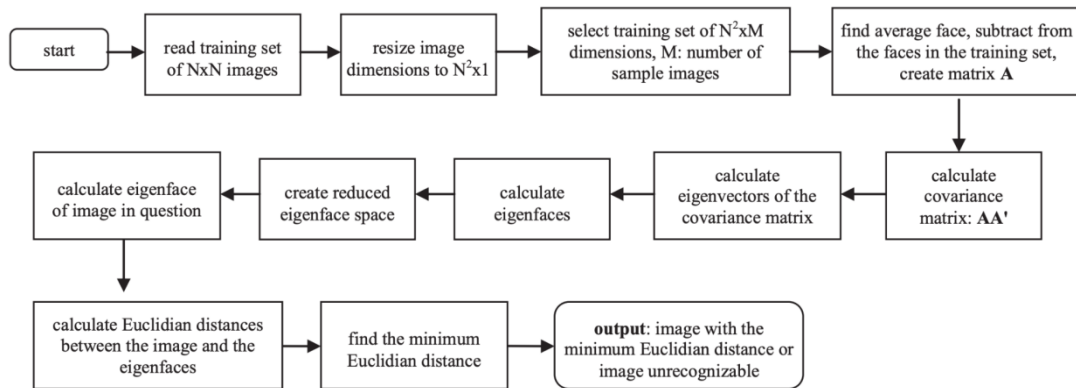 start
read training set
of NxN images
resize image
dimensions to N²x1
select training set of N²xM
dimensions, M: number of
sample images
find average face, subtract from
the faces in the training set,
create matrix A
calculate
covariance
matrix: AA'
calculate
eigenvectors of the
covariance matrix
calculate
eigenfaces
create reduced
eigenface space
calculate eigenface
of image in question
calculate Euclidian distances
between the image and the
eigenfaces
find the minimum
Euclidian distance
output: image with the
minimum Euclidian distance or
image unrecognizable